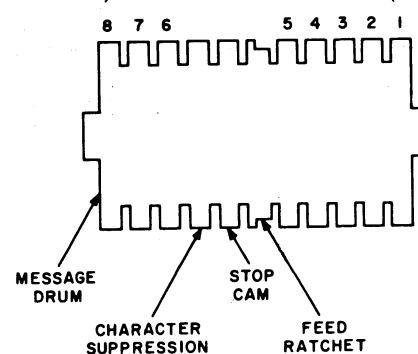 8 7 6 5 4 3 2 1
MESSAGE
DRUM
STOP
CAM
CHARACTER
SUPPRESSION
FEED
RATCHET